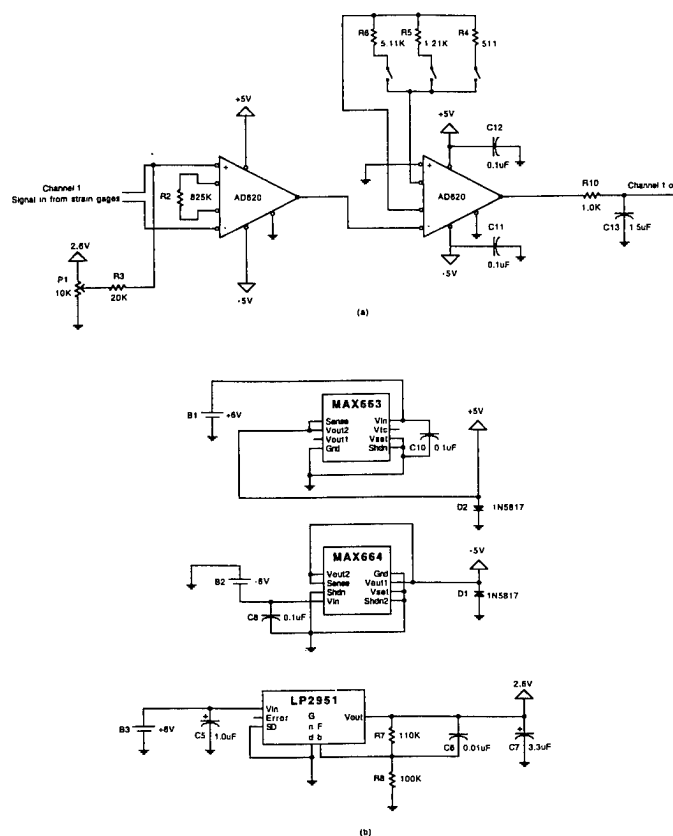 R6
5.11K
R5
1.21K
R4
511
+5V
+5V
C12
0.1uF
Channel 1
Signal in from strain gages
R2
825K
+
-
AD620
+
-
AD620
R10
1.0K
Channel 1 o
C13
1.5uF
C11
0.1uF
2.6V
P1
10K
R3
20K
-5V
-5V
(a)
MAX663
B1
+6V
Sense
Vout2
Vout1
Gnd
Vin
Vtc
Vset
Shdn
C10
0.1uF
+5V
D2
1N5817
MAX664
B2
-6V
Vout2
Sense
Shdn
Vin
Gnd
Vout1
Vset
Shdn2
C8
0.1uF
-5V
D1
1N5817
LP2951
B3
+6V
C5
1.0uF
+
Vin
Error
SD
Gnd
Fb
Vout
R7
110K
R8
100K
C6
0.01uF
2.6V
+
C7
3.3uF
(b)